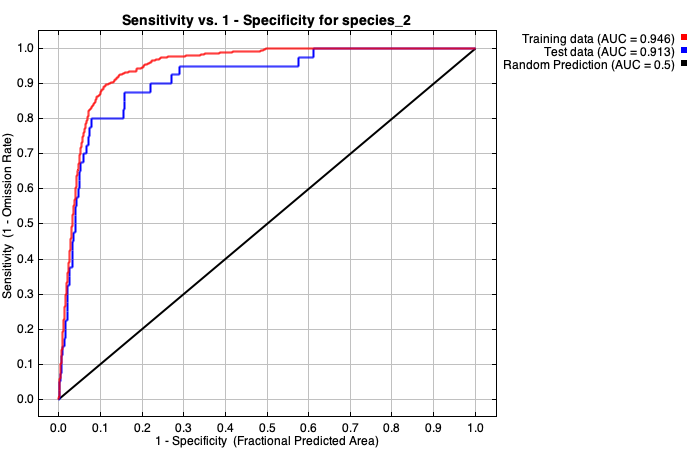 Sensitivity vs. 1 - Specificity for species_2
Training data (AUC = 0.946)
Test data (AUC = 0.913)
Random Prediction (AUC = 0.5)
Sensitivity (1 - Omission Rate)
1.0
0.9
0.8
0.7
0.6
0.5
0.4
0.3
0.2
0.1
0.0
0.0 0.1 0.2 0.3 0.4 0.5 0.6 0.7 0.8 0.9 1.0
1 - Specificity (Fractional Predicted Area)